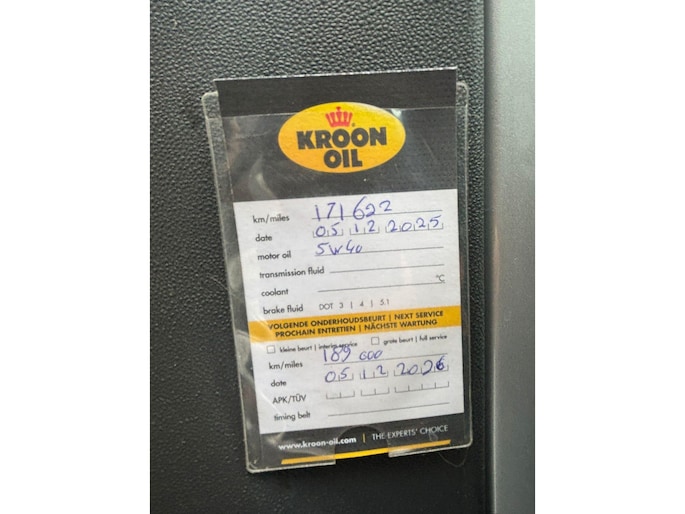 KROON
OIL
km/miles 171622
date 05 12 2025
motor oil 5W40
transmission fluid
coolant °C
brake fluid DOT 3 | 4 | 5.1
VOLGENDE ONDERHOUDSBEURT | NEXT SERVICE
PROCHAIN ENTRETIEN | NÄCHSTE WARTUNG
kleine beurt | interim service grote beurt | full service
km/miles 189 000
date 05 12 2026
APK/TÜV
timing belt
www.kroon-oil.com | THE EXPERTS' CHOICE